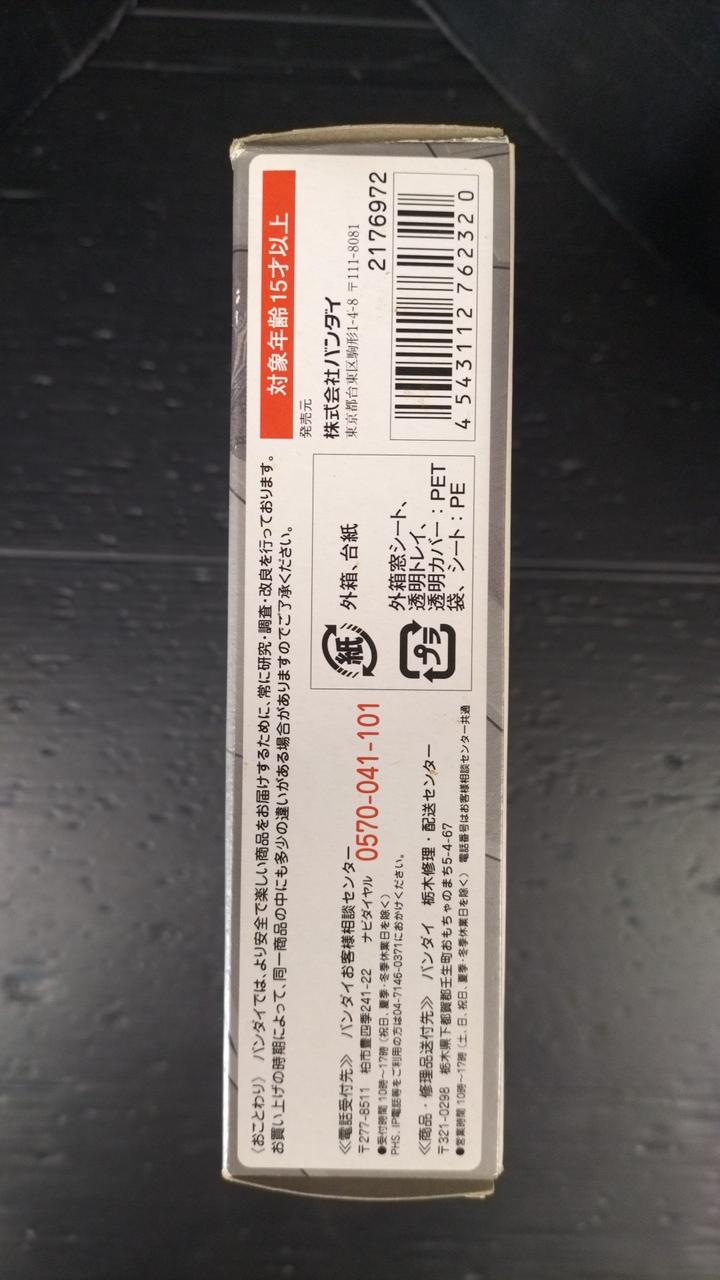 〈おことわり〉 バンダイでは、より安全で楽しい商品をお届けするために、常に研究・調査・改良を行っております。
お買い上げの時期によって、同一商品の中にも多少の違いがある場合がありますのでご了承ください。
≪電話受付先≫ バンダイお客様相談センター
〒277-8511 柏市豊四季241-22 ナビダイヤル 0570-041-101
●受付時間 10時〜17時(祝日、夏季・冬季休業日を除く)
PHS、IP電話等をご利用の方は04-7146-0371におかけください。
≪商品・修理品送付先≫ バンダイ 栃木修理・配送センター
〒321-0298 栃木県下都賀郡壬生町おもちゃのまち5-4-67
●営業時間 10時〜17時(土、日、祝日、夏季・冬季休業日を除く) 電話番号はお客様相談センター共通
紙
外箱、台紙
プラ
外箱窓シート、
透明トレイ、
透明カバー:PET
袋、シート:PE
対象年齢15才以上
発売元
株式会社バンダイ
東京都台東区駒形1-4-8 〒111-8081
2176972
4 543112 762320